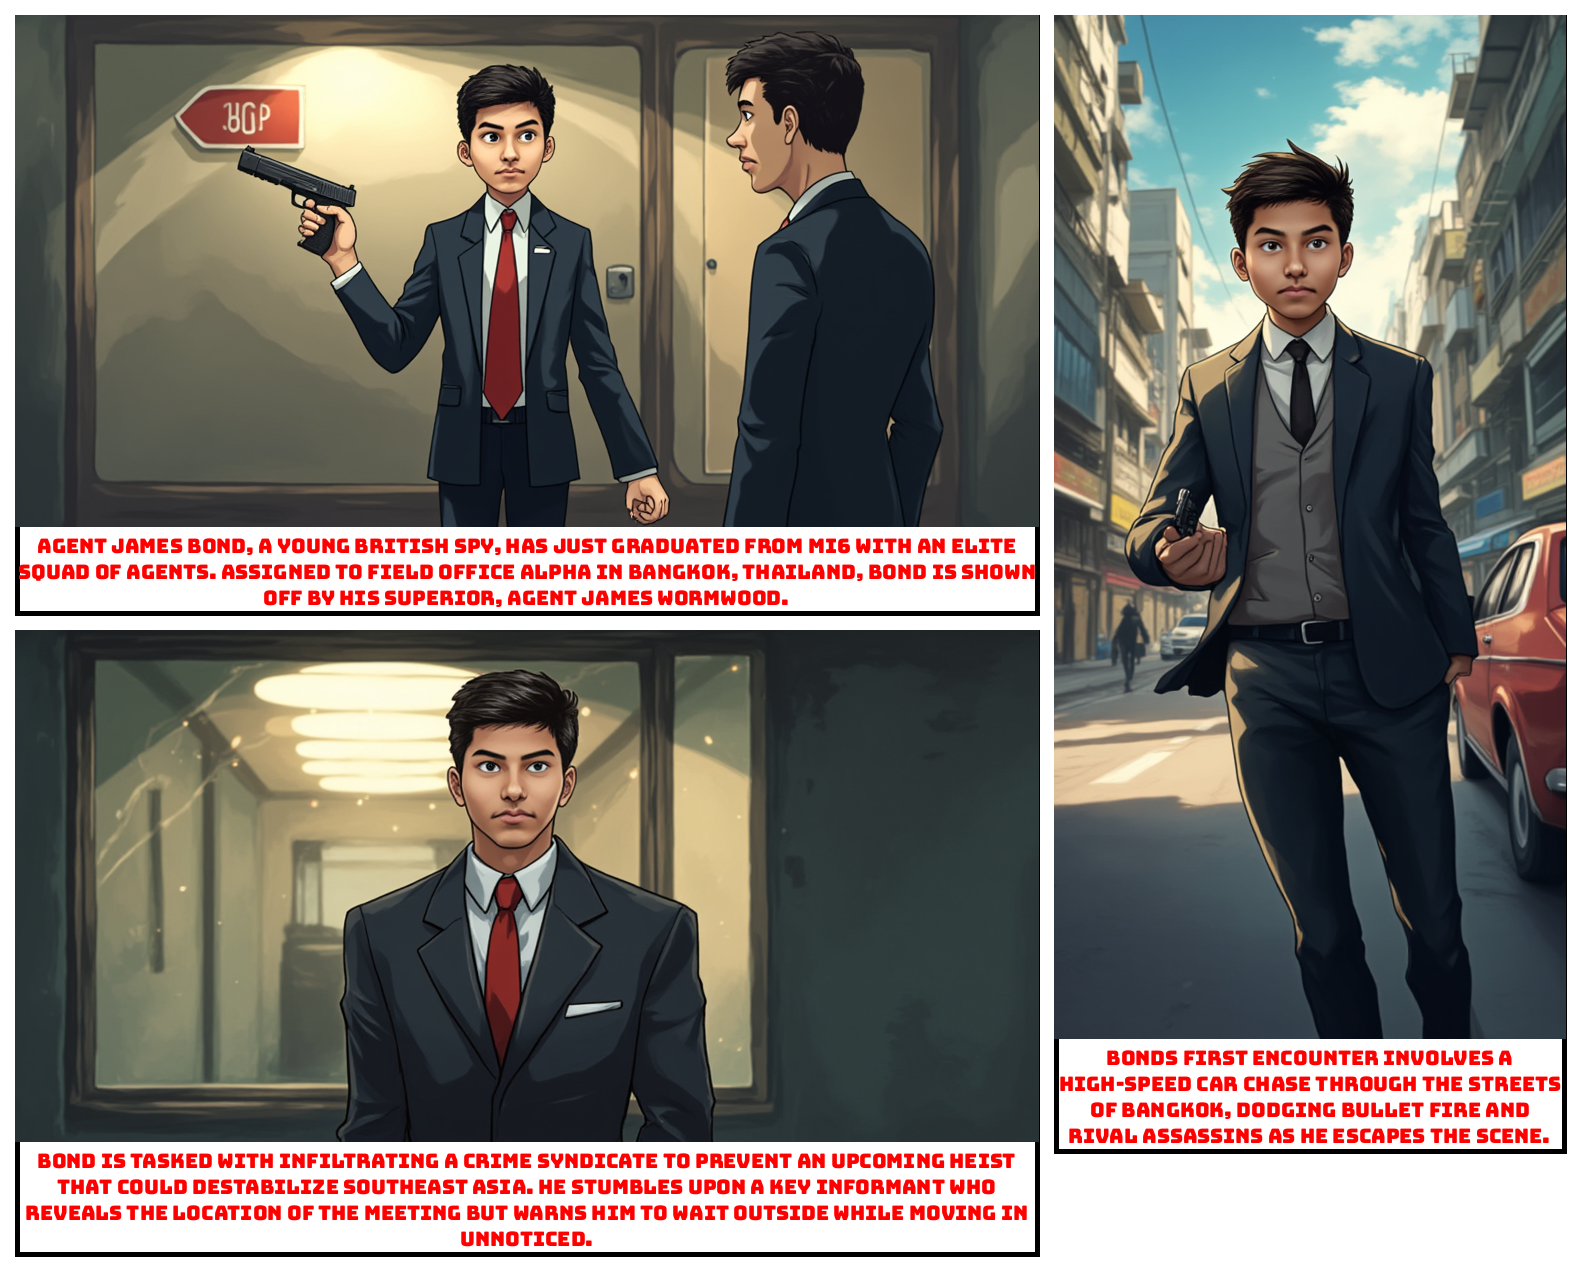 AGENT JAMES BOND, A YOUNG BRITISH SPY, HAS JUST GRADUATED FROM MI6 WITH AN ELITE
SQUAD OF AGENTS. ASSIGNED TO FIELD OFFICE ALPHA IN BANGKOK, THAILAND, BOND IS SHOWN
OFF BY HIS SUPERIOR, AGENT JAMES WORMWOOD.
BONDS FIRST ENCOUNTER INVOLVES A
HIGH-SPEED CAR CHASE THROUGH THE STREETS
OF BANGKOK, DODGING BULLET FIRE AND
RIVAL ASSASSINS AS HE ESCAPES THE SCENE.
BOND IS TASKED WITH INFILTRATING A CRIME SYNDICATE TO PREVENT AN UPCOMING HEIST
THAT COULD DESTABILIZE SOUTHEAST ASIA. HE STUMBLES UPON A KEY INFORMANT WHO
REVEALS THE LOCATION OF THE MEETING BUT WARNS HIM TO WAIT OUTSIDE WHILE MOVING IN
UNNOTICED.